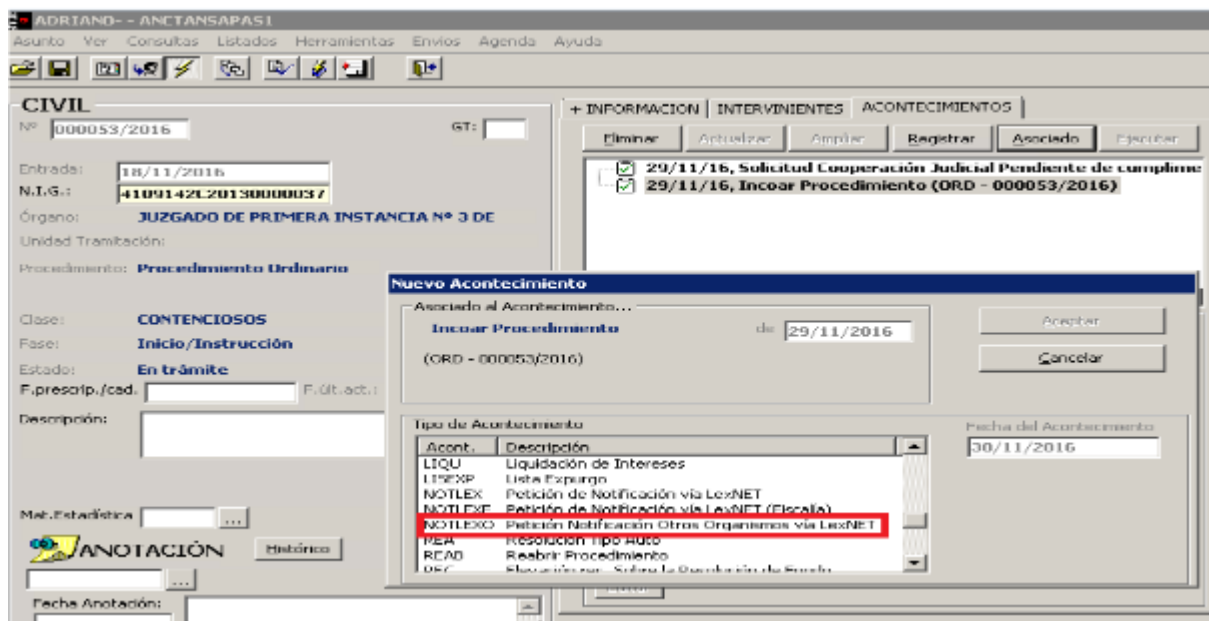 ADRIANO- - ANCTANSAPAS1
Asunto Ver Consultas Listados Herramientas Envios Agenda Ayuda
CIVIL
Nº 000053/2016 GT:
Entrada: 18/11/2016
N.I.G.: 4109142C20130000037
Órgano: JUZGADO DE PRIMERA INSTANCIA Nº 3 DE
Unidad Tramitación:
Procedimiento: Procedimiento Ordinario
Clase: CONTENCIOSOS
Fase: Inicio/Instrucción
Estado: En trámite
F.prescrip./cad. F.últ.act.:
Descripción:
Mat.Estadística ...
ANOTACIÓN Histórico
...
Fecha Anotación:
+ INFORMACION INTERVINIENTES ACONTECIMIENTOS
Eliminar Actualizar Ampliar Registrar Asociado Ejecutar
29/11/16, Solicitud Cooperación Judicial Pendiente de cumplime
29/11/16, Incoar Procedimiento (ORD - 000053/2016)
Nuevo Acontecimiento
Asociado al Acontecimiento...
Incoar Procedimiento de 29/11/2016
(ORD - 000053/2016)
Aceptar
Cancelar
Tipo de Acontecimiento
Acont. Descripción
LIQU Liquidación de Intereses
LISEXP Lista Expurgo
NOTLEX Petición de Notificación vía LexNET
NOTLEXF Petición de Notificación vía LexNET (Fiscalía)
NOTLEXO Petición Notificación Otros Organismos vía LexNET
REA Resolución Tipo Auto
READ Reabrir Procedimiento
Fecha del Acontecimiento
30/11/2016